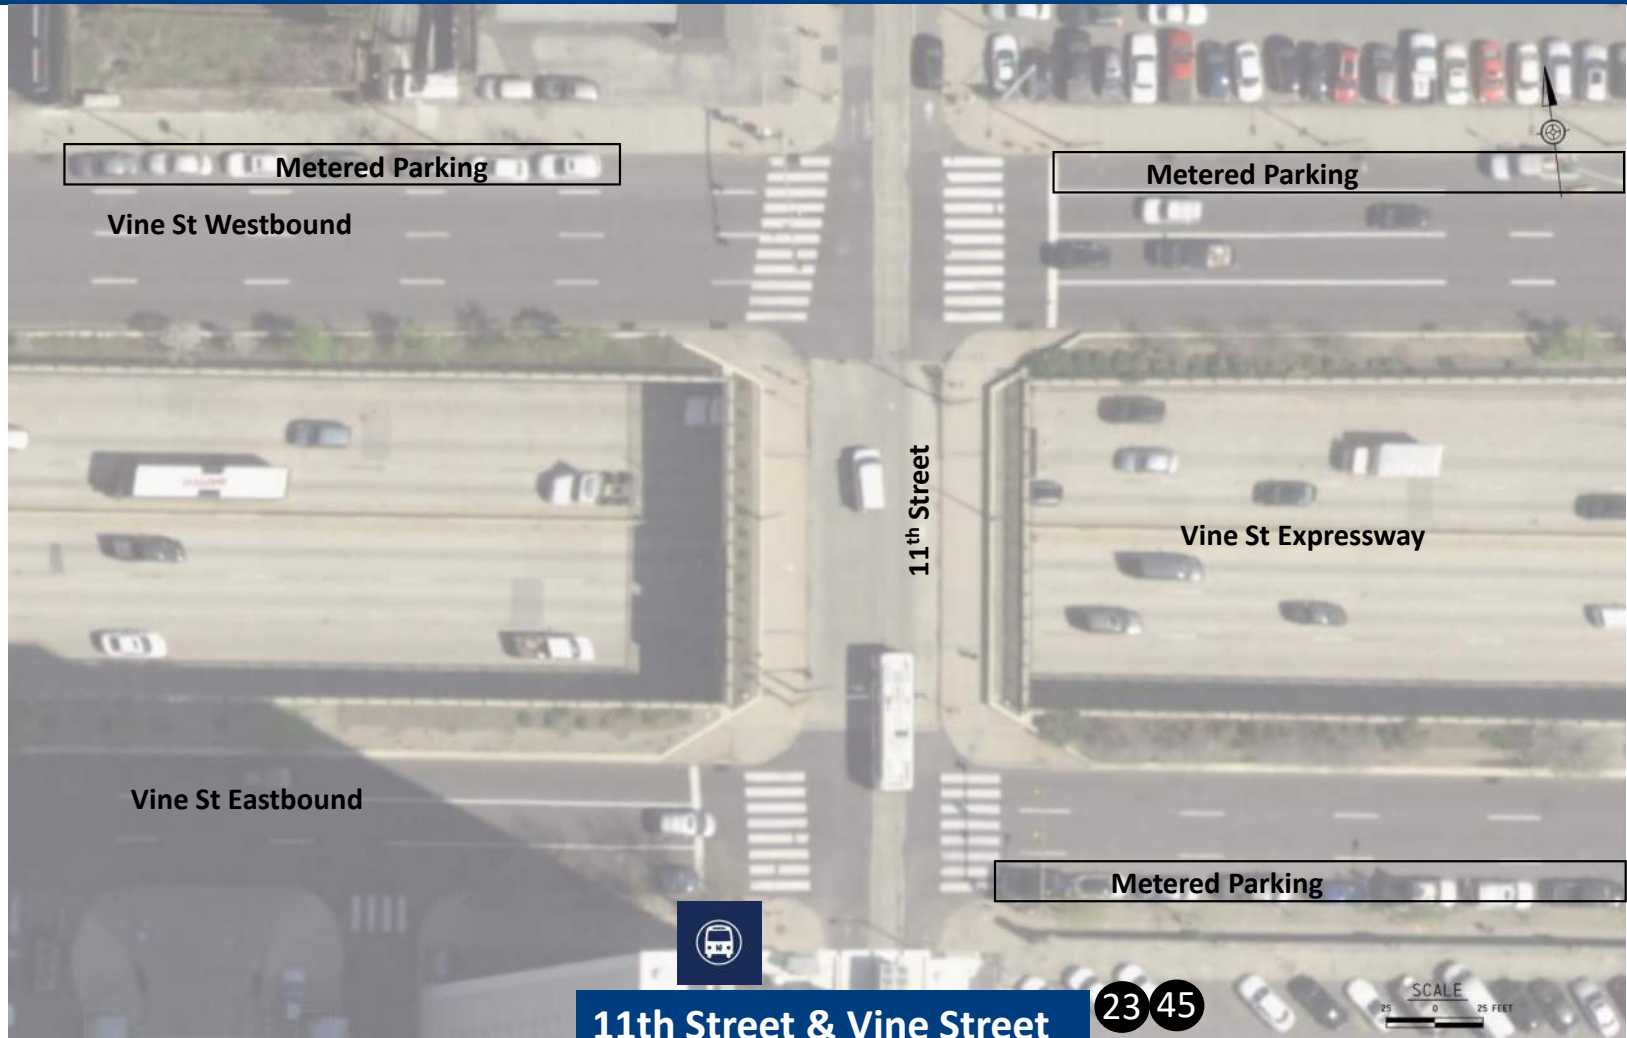 Metered Parking
Metered Parking
Vine St Westbound
11th Street
Vine St Expressway
Vine St Eastbound
Metered Parking
11th Street & Vine Street
23 45
SCALE
25 0 25 FEET